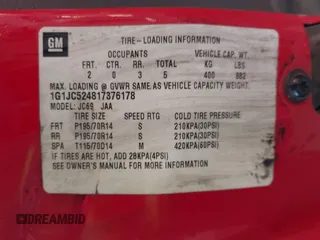 GM
TIRE-LOADING INFORMATION
OCCUPANTS VEHICLE CAP. WT.
FRT. CTR. RR. TOTAL KG LBS
2 0 3 5 400 882
MAX. LOADING @ GVWR SAME AS VEHICLE CAPACITY WEIGHT.
1G1JC524817376178
MODEL: JC69 JAA
TIRE SIZE SPEED RTG COLD TIRE PRESSURE
FRT P195/70R14 S 210KPA(30PSI)
RR P195/70R14 S 210KPA(30PSI)
SPA T115/70D14 M 420KPA(60PSI)
IF TIRES ARE HOT, ADD 28KPA(4PSI)
SEE OWNER'S MANUAL FOR MORE INFORMATION
DREAMBID